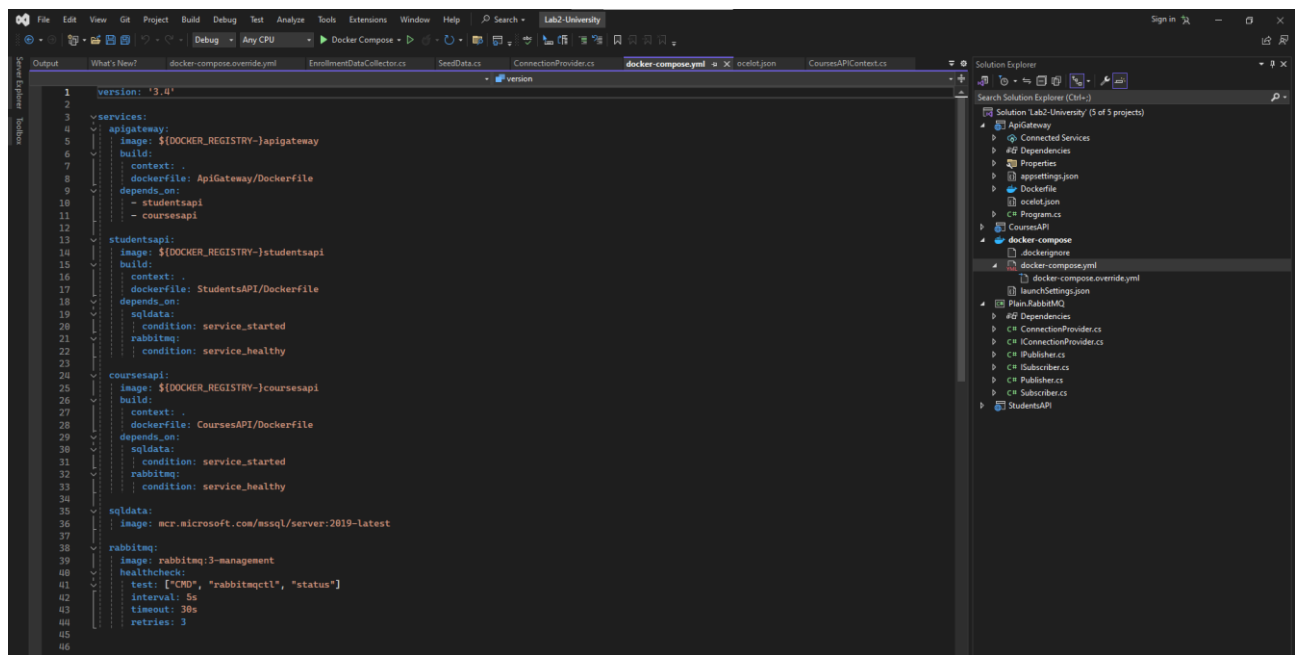 File Edit View Git Project Build Debug Test Analyze Tools Extensions Window Help Search Lab2-University Sign in
Debug Any CPU Docker Compose
Server Explorer
Toolbox
Output What's New? docker-compose.override.yml EnrollmentDataCollector.cs SeedData.cs ConnectionProvider.cs docker-compose.yml ocelot.json CoursesAPIContext.cs
version
1 version: '3.4'
2
3 services:
4 apigateway:
5 image: ${DOCKER_REGISTRY-}apigateway
6 build:
7 context: .
8 dockerfile: ApiGateway/Dockerfile
9 depends_on:
10 - studentsapi
11 - coursesapi
12
13 studentsapi:
14 image: ${DOCKER_REGISTRY-}studentsapi
15 build:
16 context: .
17 dockerfile: StudentsAPI/Dockerfile
18 depends_on:
19 sqldata:
20 condition: service_started
21 rabbitmq:
22 condition: service_healthy
23
24 coursesapi:
25 image: ${DOCKER_REGISTRY-}coursesapi
26 build:
27 context: .
28 dockerfile: CoursesAPI/Dockerfile
29 depends_on:
30 sqldata:
31 condition: service_started
32 rabbitmq:
33 condition: service_healthy
34
35 sqldata:
36 image: mcr.microsoft.com/mssql/server:2019-latest
37
38 rabbitmq:
39 image: rabbitmq:3-management
40 healthcheck:
41 test: ["CMD", "rabbitmqctl", "status"]
42 interval: 5s
43 timeout: 30s
44 retries: 3
45
46
Solution Explorer
Search Solution Explorer (Ctrl+;)
Solution 'Lab2-University' (5 of 5 projects)
ApiGateway
Connected Services
Dependencies
Properties
appsettings.json
Dockerfile
ocelot.json
C# Program.cs
CoursesAPI
docker-compose
.dockerignore
docker-compose.yml
docker-compose.override.yml
launchSettings.json
Plain.RabbitMQ
Dependencies
C# ConnectionProvider.cs
C# IConnectionProvider.cs
C# IPublisher.cs
C# ISubscriber.cs
C# Publisher.cs
C# Subscriber.cs
StudentsAPI